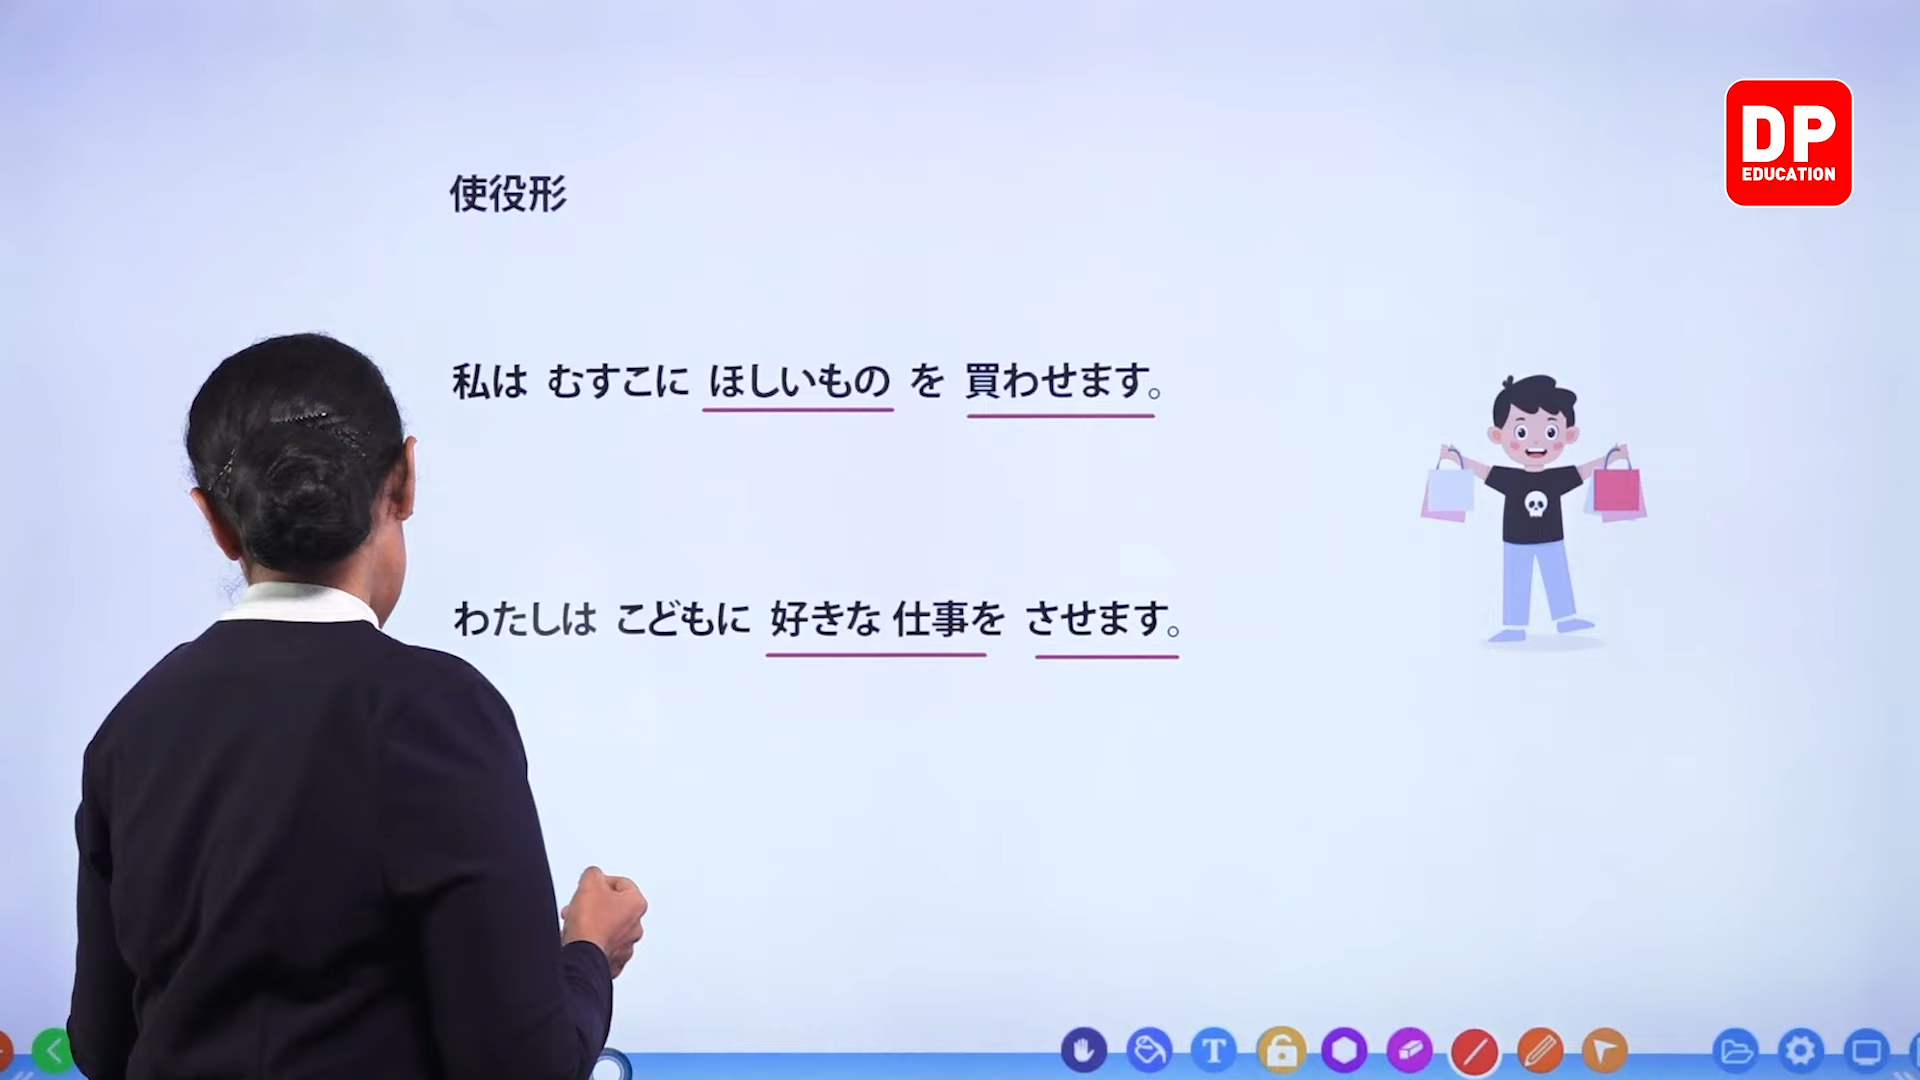 DP
EDUCATION
使役形
私は むすこに ほしいもの を 買わせます。
わたしは こどもに 好きな 仕事を させます。
T